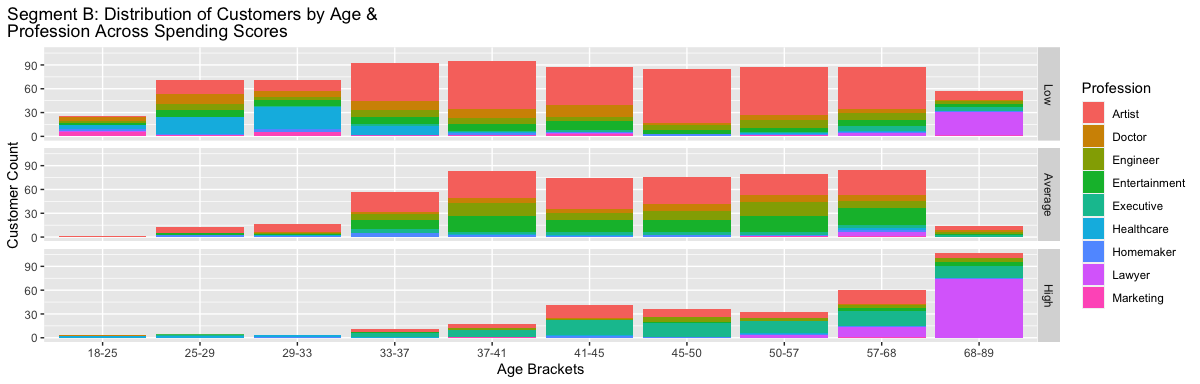 Segment B: Distribution of Customers by Age &
Profession Across Spending Scores
Customer Count
90
60
30
0
Low
90
60
30
0
Average
90
60
30
0
High
18-25 25-29 29-33 33-37 37-41 41-45 45-50 50-57 57-68 68-89
Age Brackets
Profession
Artist
Doctor
Engineer
Entertainment
Executive
Healthcare
Homemaker
Lawyer
Marketing